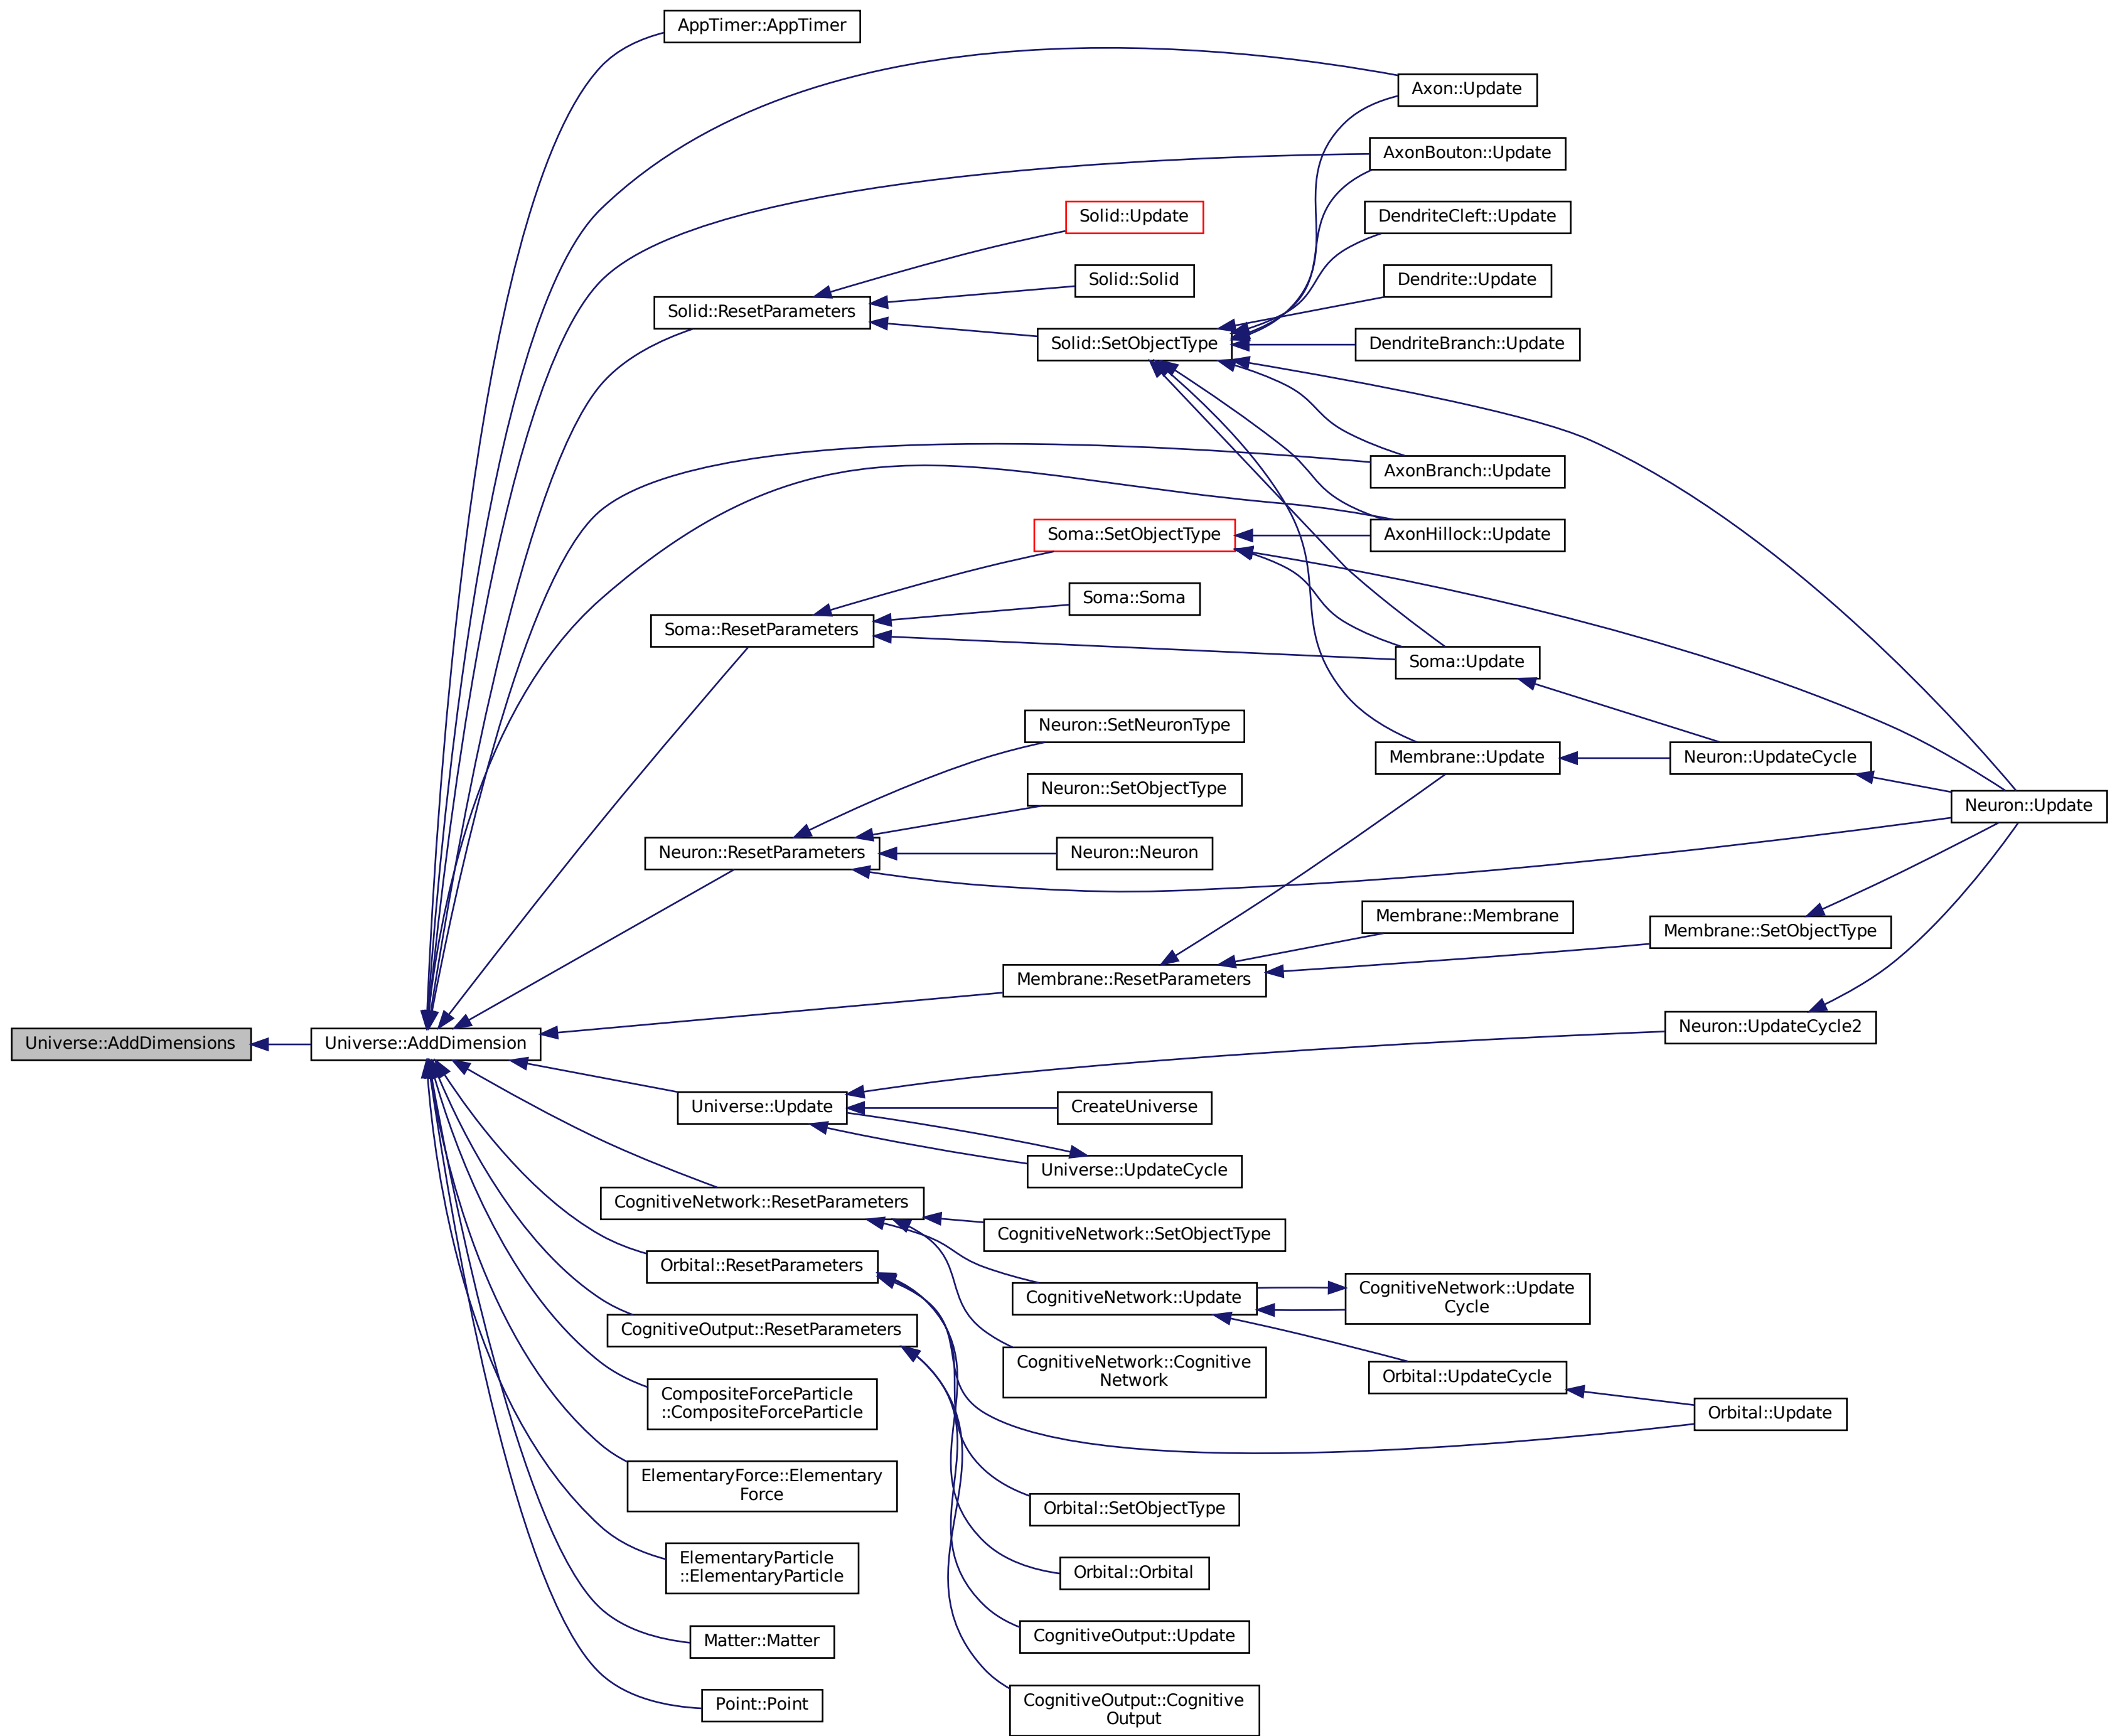 AppTimer::AppTimer
Axon::Update
AxonBouton::Update
Solid::Update
DendriteCleft::Update
Solid::Solid
Dendrite::Update
Solid::ResetParameters
Solid::SetObjectType
DendriteBranch::Update
AxonBranch::Update
Soma::SetObjectType
AxonHillock::Update
Soma::Soma
Soma::ResetParameters
Soma::Update
Neuron::SetNeuronType
Membrane::Update
Neuron::UpdateCycle
Neuron::SetObjectType
Neuron::Update
Neuron::ResetParameters
Neuron::Neuron
Membrane::Membrane
Membrane::SetObjectType
Membrane::ResetParameters
Neuron::UpdateCycle2
Universe::AddDimensions
Universe::AddDimension
Universe::Update
CreateUniverse
Universe::UpdateCycle
CognitiveNetwork::ResetParameters
CognitiveNetwork::SetObjectType
Orbital::ResetParameters
CognitiveNetwork::Update
CognitiveNetwork::Update
Cycle
CognitiveOutput::ResetParameters
CognitiveNetwork::Cognitive
Network
Orbital::UpdateCycle
CompositeForceParticle
::CompositeForceParticle
Orbital::Update
ElementaryForce::Elementary
Force
Orbital::SetObjectType
ElementaryParticle
::ElementaryParticle
Orbital::Orbital
Matter::Matter
CognitiveOutput::Update
Point::Point
CognitiveOutput::Cognitive
Output